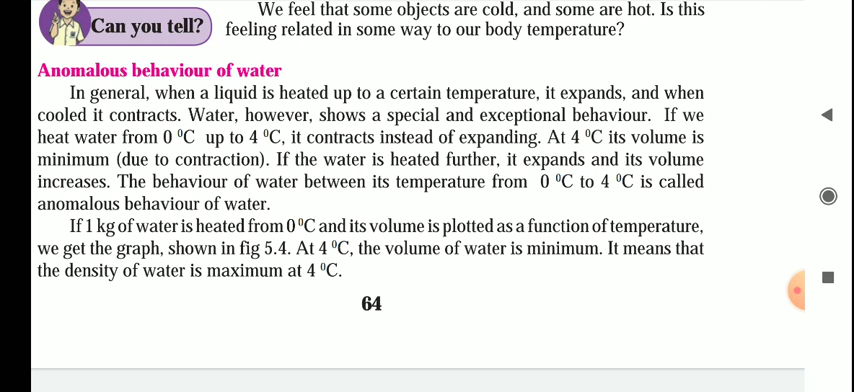 We feel that some objects are cold, and some are hot. Is this
Can you tell? feeling related in some way to our body temperature?
Anomalous behaviour of water
In general, when a liquid is heated up to a certain temperature, it expands, and when
cooled it contracts. Water, however, shows a special and exceptional behaviour. If we
heat water from 0 ⁰C up to 4 ⁰C, it contracts instead of expanding. At 4 ⁰C its volume is
minimum (due to contraction). If the water is heated further, it expands and its volume
increases. The behaviour of water between its temperature from 0 ⁰C to 4 ⁰C is called
anomalous behaviour of water.
If 1 kg of water is heated from 0 ⁰C and its volume is plotted as a function of temperature,
we get the graph, shown in fig 5.4. At 4 ⁰C, the volume of water is minimum. It means that
the density of water is maximum at 4 ⁰C.
64